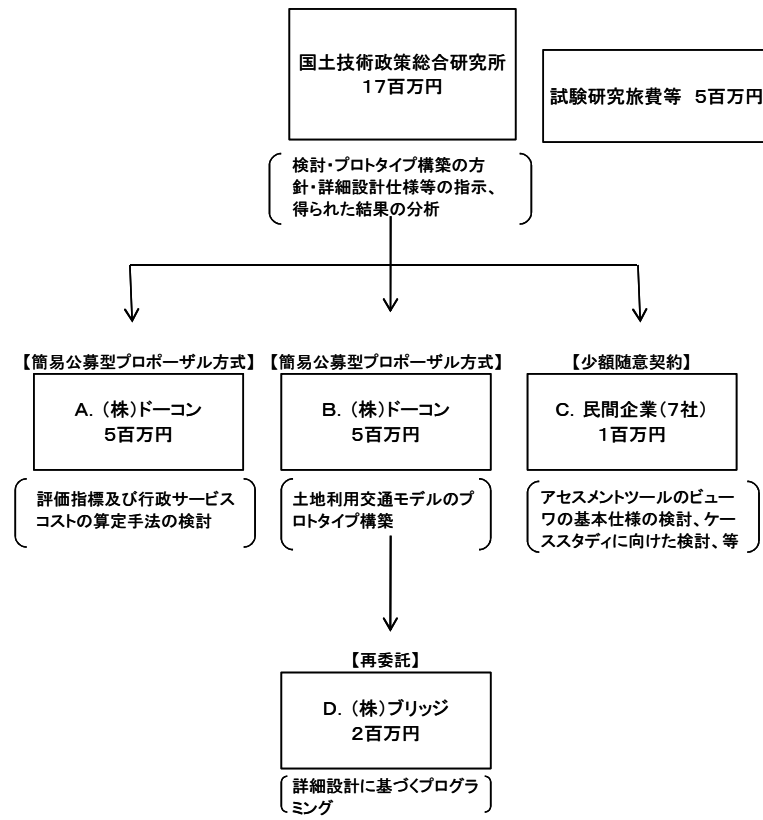 国土技術政策総合研究所
17百万円
試験研究旅費等 5百万円
検討・プロトタイプ構築の方
針・詳細設計仕様等の指示、
得られた結果の分析
【簡易公募型プロポーザル方式】
【簡易公募型プロポーザル方式】
【少額随意契約】
A. (株)ドーコン
5百万円
B. (株)ドーコン
5百万円
C. 民間企業(7社)
1百万円
評価指標及び行政サービス
コストの算定手法の検討
土地利用交通モデルのプ
ロトタイプ構築
アセスメントツールのビュー
ワの基本仕様の検討、ケー
ススタディに向けた検討、等
【再委託】
D. (株)ブリッジ
2百万円
詳細設計に基づくプログラ
ミング